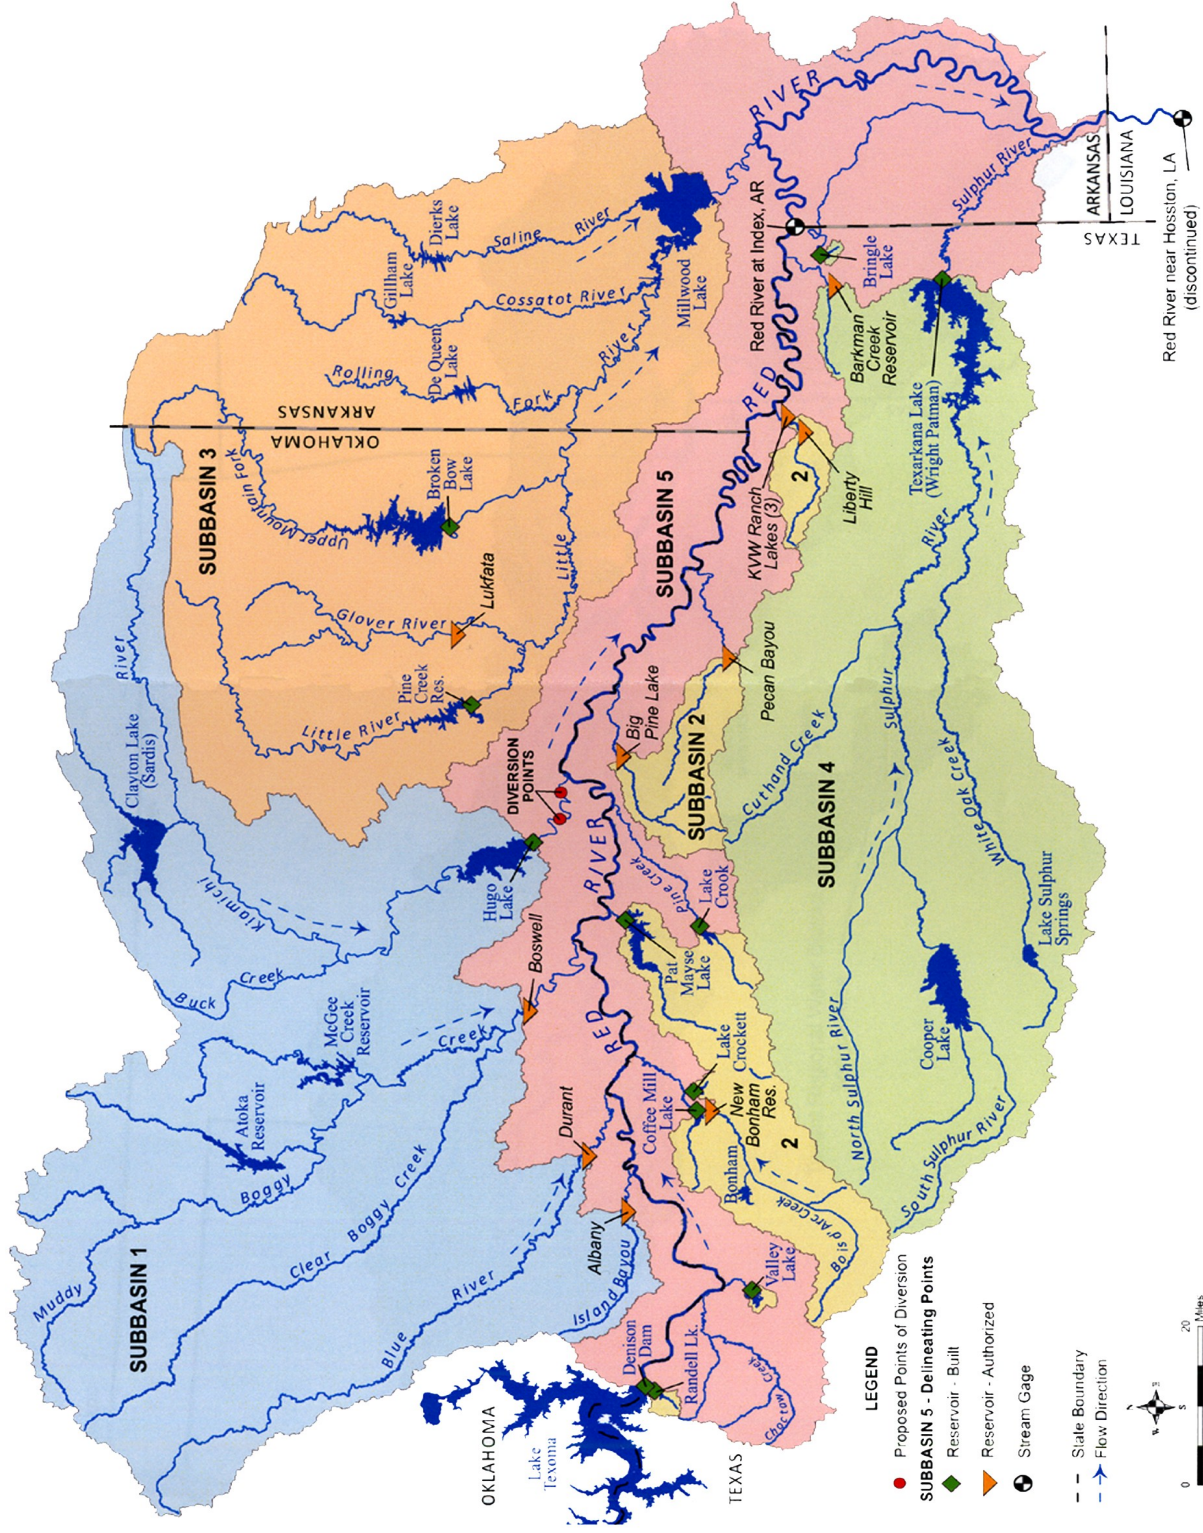 SUBBASIN 1
Muddy
Boggy
Atoka
Reservoir
McGee
Creek
Reservoir
Clear Boggy Creek
Creek
Blue River
Island Bayou
Albany
Durant
Boswell
Buck Creek
Kiamichi
River
Clayton Lake
(Sardis)
Hugo
Lake
DIVERSION
POINTS
SUBBASIN 3
Little River
Pine
Creek
Res.
Glover River
Lukfata
Upper Mountain Fork
Broken
Bow
Lake
Little
River
OKLAHOMA
ARKANSAS
Rolling
Fork
De Queen
Lake
Gillham
Lake
Cossatot River
Dierks
Lake
Saline River
Millwood
Lake
SUBBASIN 5
RED
RIVER
RED
RIVER
Red River at Index, AR
Bringle
Lake
Barkman
Creek
Reservoir
Sulphur River
ARKANSAS
LOUISIANA
TEXAS
Red River near Hosston, LA
(discontinued)
KVW Ranch
Lakes (3)
2
Liberty
Hill
Texarkana Lake
(Wright Patman)
Pecan Bayou
Big
Pine Lake
SUBBASIN 2
Pine Creek
Lake
Crook
Pat
Mayse
Lake
Lake
Crockett
Coffee Mill
Lake
New
Bonham
Res.
Bonham
2
Bois d'Arc Creek
Valley
Lake
SUBBASIN 4
Cuthand Creek
Sulphur
River
White Oak Creek
Lake Sulphur
Springs
Cooper
Lake
North Sulphur River
South Sulphur River
Denison
Dam
Randell Lk.
Choctaw Creek
Lake
Texoma
OKLAHOMA
TEXAS
LEGEND
Proposed Points of Diversion
SUBBASIN 5 - Delineating Points
Reservoir - Built
Reservoir - Authorized
Stream Gage
State Boundary
Flow Direction
N
W
S
0
20
Miles